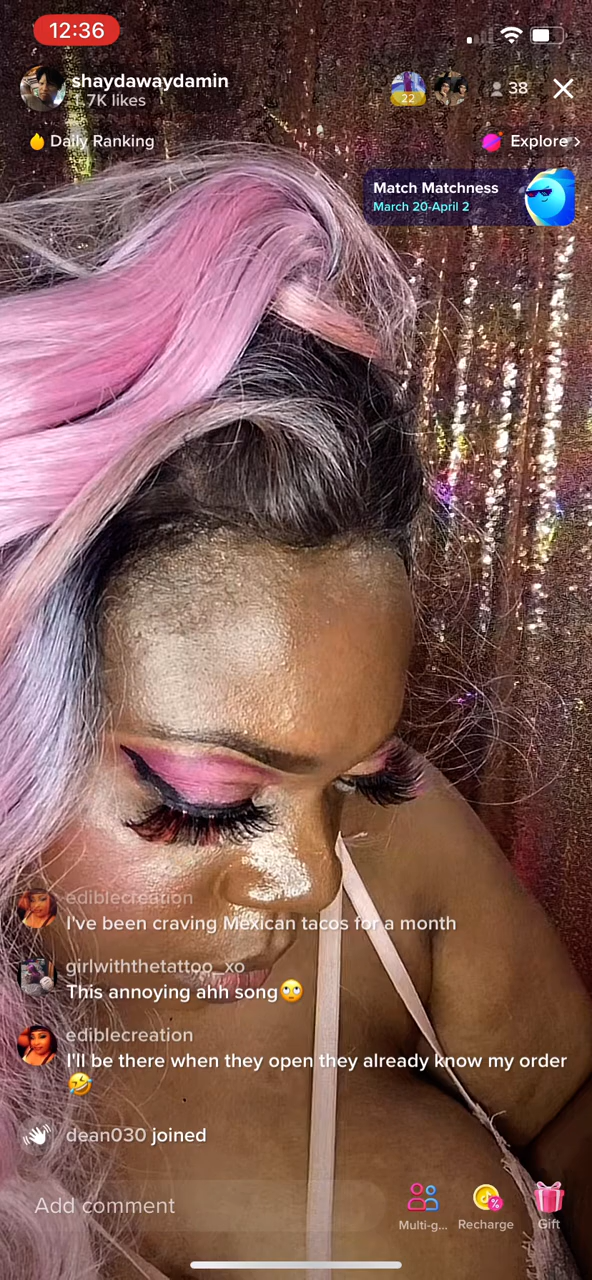 12:36
shaydawaydamin
1.7K likes
22
38
Daily Ranking
Explore >
Match Matchness
March 20-April 2
ediblecreation
I've been craving Mexican tacos for a month
girlwiththetattoo_xo
This annoying ahh song🙄
ediblecreation
I'll be there when they open they already know my order
🤣
dean030 joined
Add comment
Multi-g...
Recharge
Gift